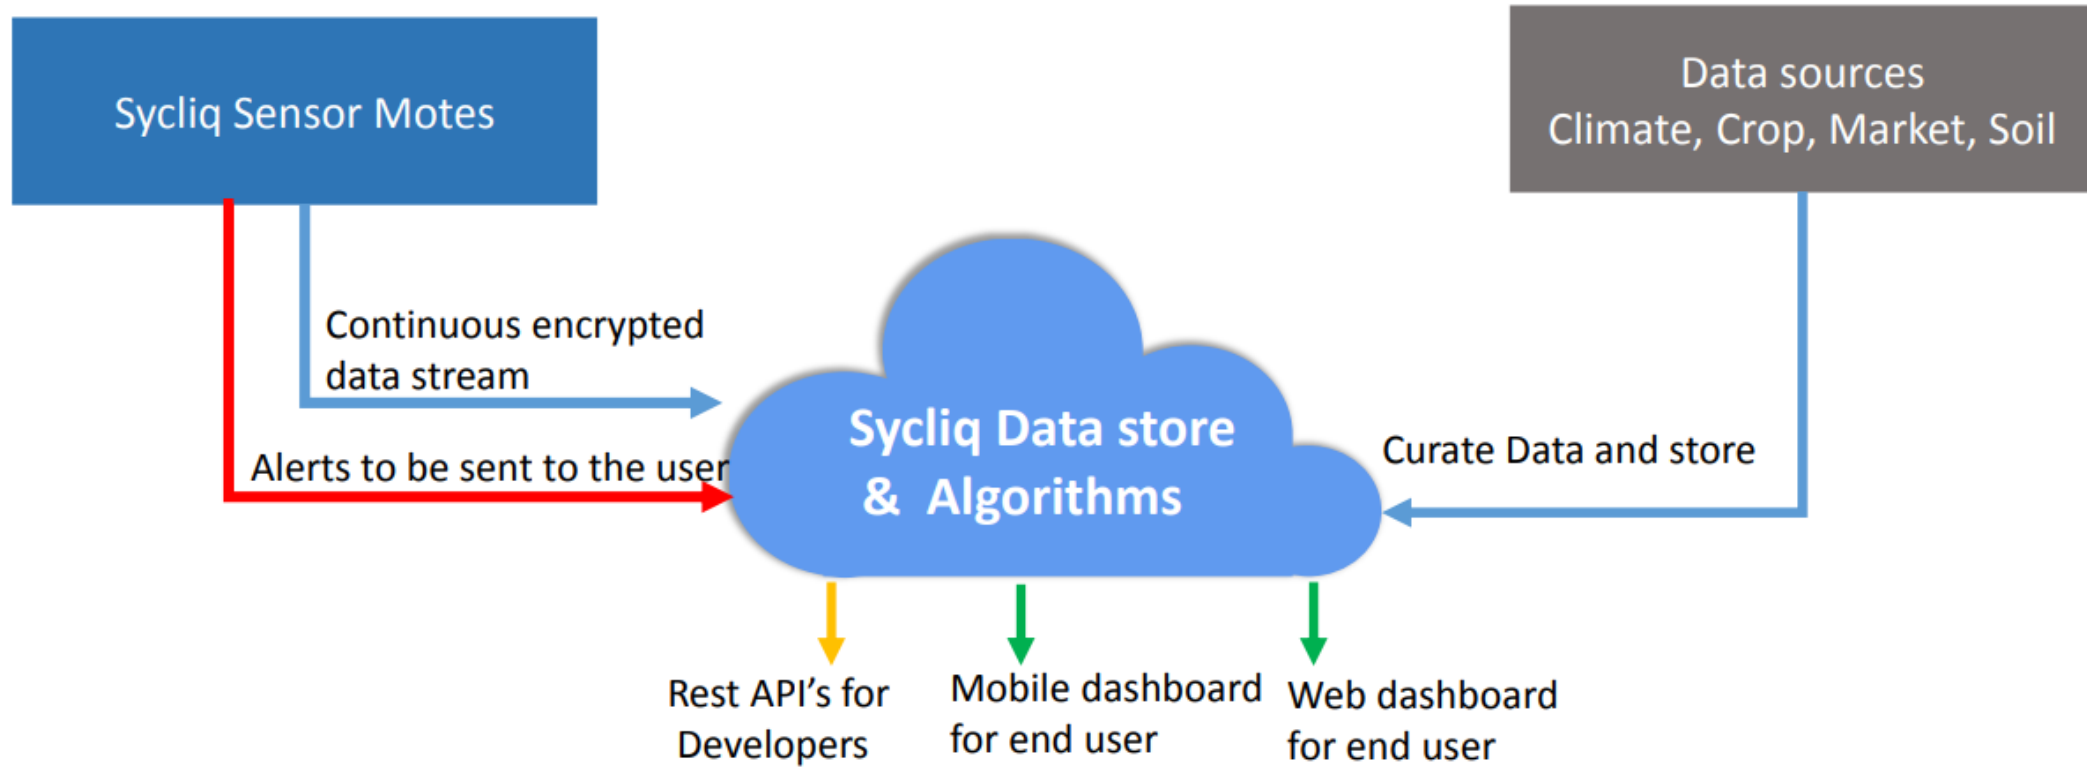 Sycliq Sensor Motes
Data sources
Climate, Crop, Market, Soil
Continuous encrypted
data stream
Alerts to be sent to the user
Sycliq Data store
& Algorithms
Curate Data and store
Rest API's for
Developers
Mobile dashboard
for end user
Web dashboard
for end user